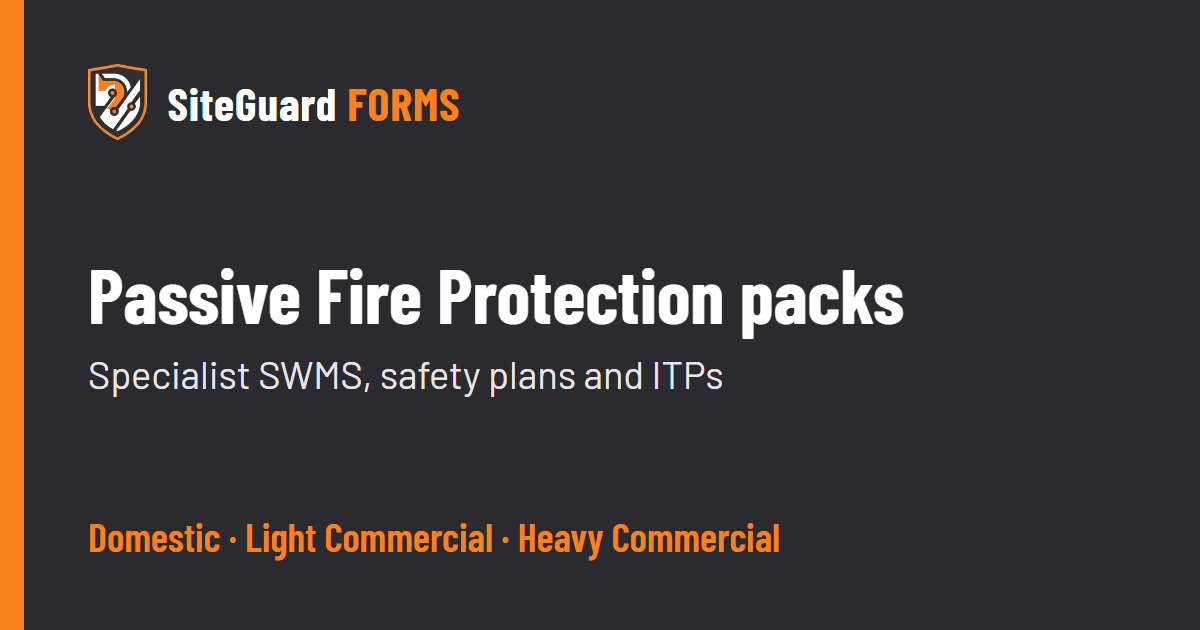 SiteGuard FORMS
Passive Fire Protection packs
Specialist SWMS, safety plans and ITPs
Domestic · Light Commercial · Heavy Commercial